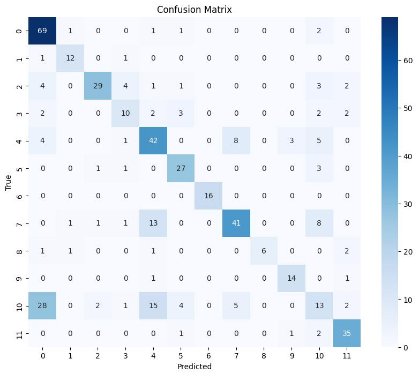 Confusion Matrix
0 69 1 0 0 1 1 0 0 0 0 2 0
1 1 12 0 1 0 0 0 0 0 0 0 0
2 4 0 29 4 1 1 0 0 0 0 3 2
3 2 0 0 10 2 3 0 0 0 0 2 2
4 4 0 0 1 42 0 0 8 0 3 5 0
5 0 0 1 1 0 27 0 0 0 0 3 0
6 0 0 0 0 0 0 16 0 0 0 0 0
7 0 1 1 1 13 0 0 41 0 0 8 0
8 1 1 0 0 1 0 0 0 6 0 0 2
9 0 0 0 0 1 0 0 0 0 14 0 1
10 28 0 2 1 15 4 0 5 0 0 13 2
11 0 0 0 0 0 1 0 0 0 1 2 35
0 1 2 3 4 5 6 7 8 9 10 11
Predicted
True
60
50
40
30
20
10
0